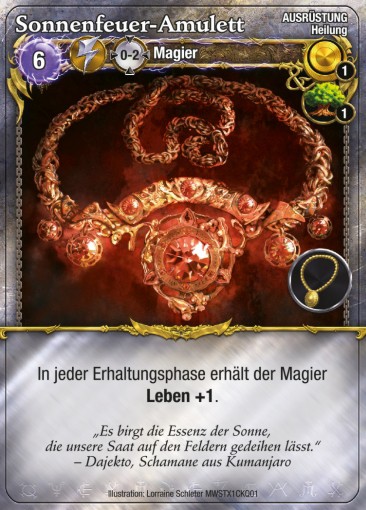 Sonnenfeuer-Amulett
AUSRÜSTUNG
Heilung
6
0-2
Magier
1
1
In jeder Erhaltungsphase erhält der Magier
Leben +1.
„Es birgt die Essenz der Sonne,
die unsere Saat auf den Feldern gedeihen lässt.“
– Dajekto, Schamane aus Kumanjaro
Illustration: Lorraine Schleter MWSTX1CKQ01